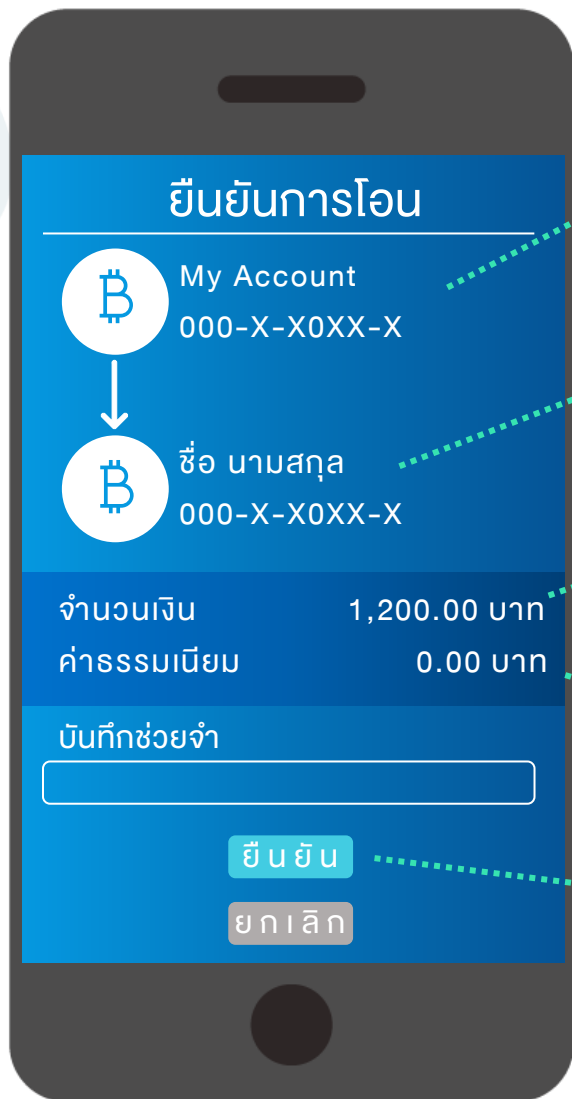 ยืนยันการโอน
My Account
000-X-X0XX-X
ชื่อ นามสกุล
000-X-X0XX-X
จำนวนเงิน 1,200.00 บาท
ค่าธรรมเนียม 0.00 บาท
บันทึกช่วยจำ
ยืนยัน
ยกเลิก